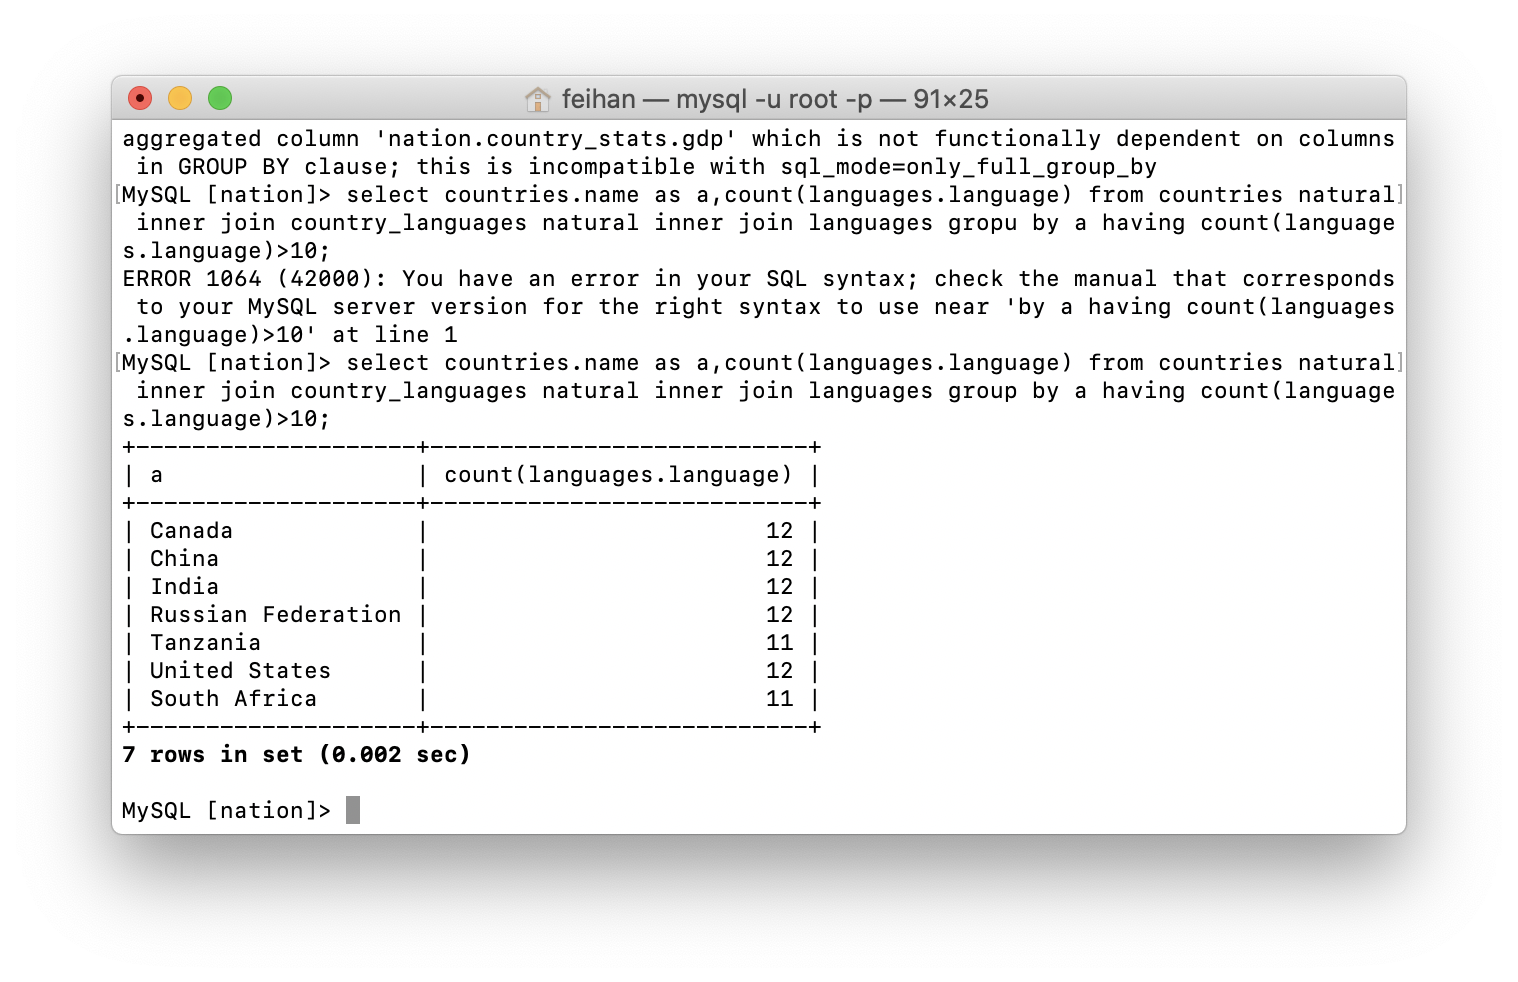 feihan — mysql -u root -p — 91×25
aggregated column 'nation.country_stats.gdp' which is not functionally dependent on columns
 in GROUP BY clause; this is incompatible with sql_mode=only_full_group_by
[MySQL [nation]> select countries.name as a,count(languages.language) from countries natural]
 inner join country_languages natural inner join languages gropu by a having count(language
s.language)>10;
ERROR 1064 (42000): You have an error in your SQL syntax; check the manual that corresponds
 to your MySQL server version for the right syntax to use near 'by a having count(languages
.language)>10' at line 1
[MySQL [nation]> select countries.name as a,count(languages.language) from countries natural]
 inner join country_languages natural inner join languages group by a having count(language
s.language)>10;
+--------------------+---------------------------+
| a                  | count(languages.language) |
+--------------------+---------------------------+
| Canada             |                        12 |
| China              |                        12 |
| India              |                        12 |
| Russian Federation |                        12 |
| Tanzania           |                        11 |
| United States      |                        12 |
| South Africa       |                        11 |
+--------------------+---------------------------+
7 rows in set (0.002 sec)
MySQL [nation]>